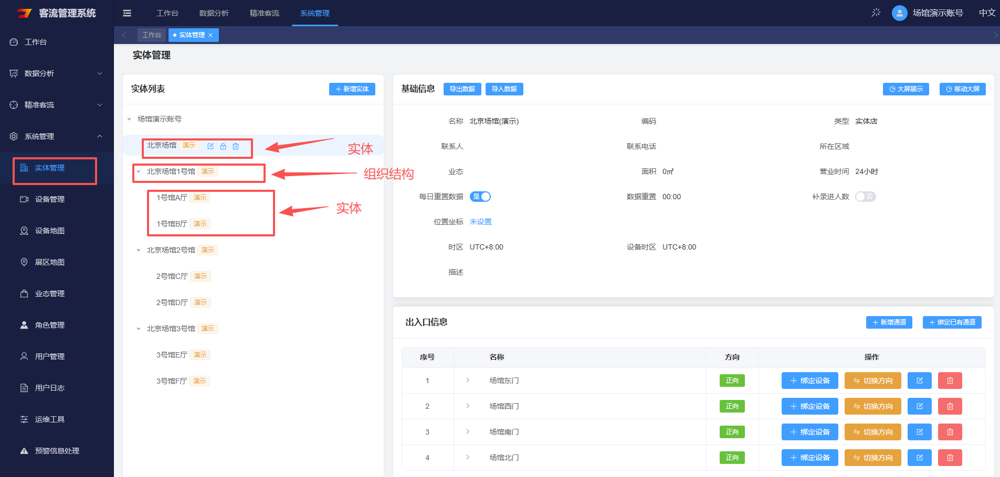 客流管理系统
工作台
数据分析
精准客流
系统管理
场馆演示账号
中文
工作台
实体管理
工作台
数据分析
精准客流
系统管理
实体管理
设备管理
设备地图
展区地图
业态管理
角色管理
用户管理
用户日志
运维工具
预警信息处理
实体管理
实体列表
新增实体
场馆演示账号
北京场馆 演示
实体
北京场馆1号馆 演示
组织结构
1号馆A厅 演示
实体
1号馆B厅 演示
北京场馆2号馆 演示
2号馆C厅 演示
2号馆D厅 演示
北京场馆3号馆 演示
3号馆E厅 演示
3号馆F厅 演示
基础信息 导出数据 导入数据 大屏展示 移动大屏
名称 北京场馆(演示) 编码 类型 实体店
联系人 联系电话 所在区域
业态 面积 0㎡ 营业时间 24小时
每日重置数据 是 数据重置 00:00 补录进人数 否
位置坐标 未设置
时区 UTC+8:00 设备时区 UTC+8:00
描述
出入口信息 新增通道 绑定已有通道
序号 名称 方向 操作
1 场馆东门 正向 绑定设备 切换方向
2 场馆西门 正向 绑定设备 切换方向
3 场馆南门 正向 绑定设备 切换方向
4 场馆北门 正向 绑定设备 切换方向